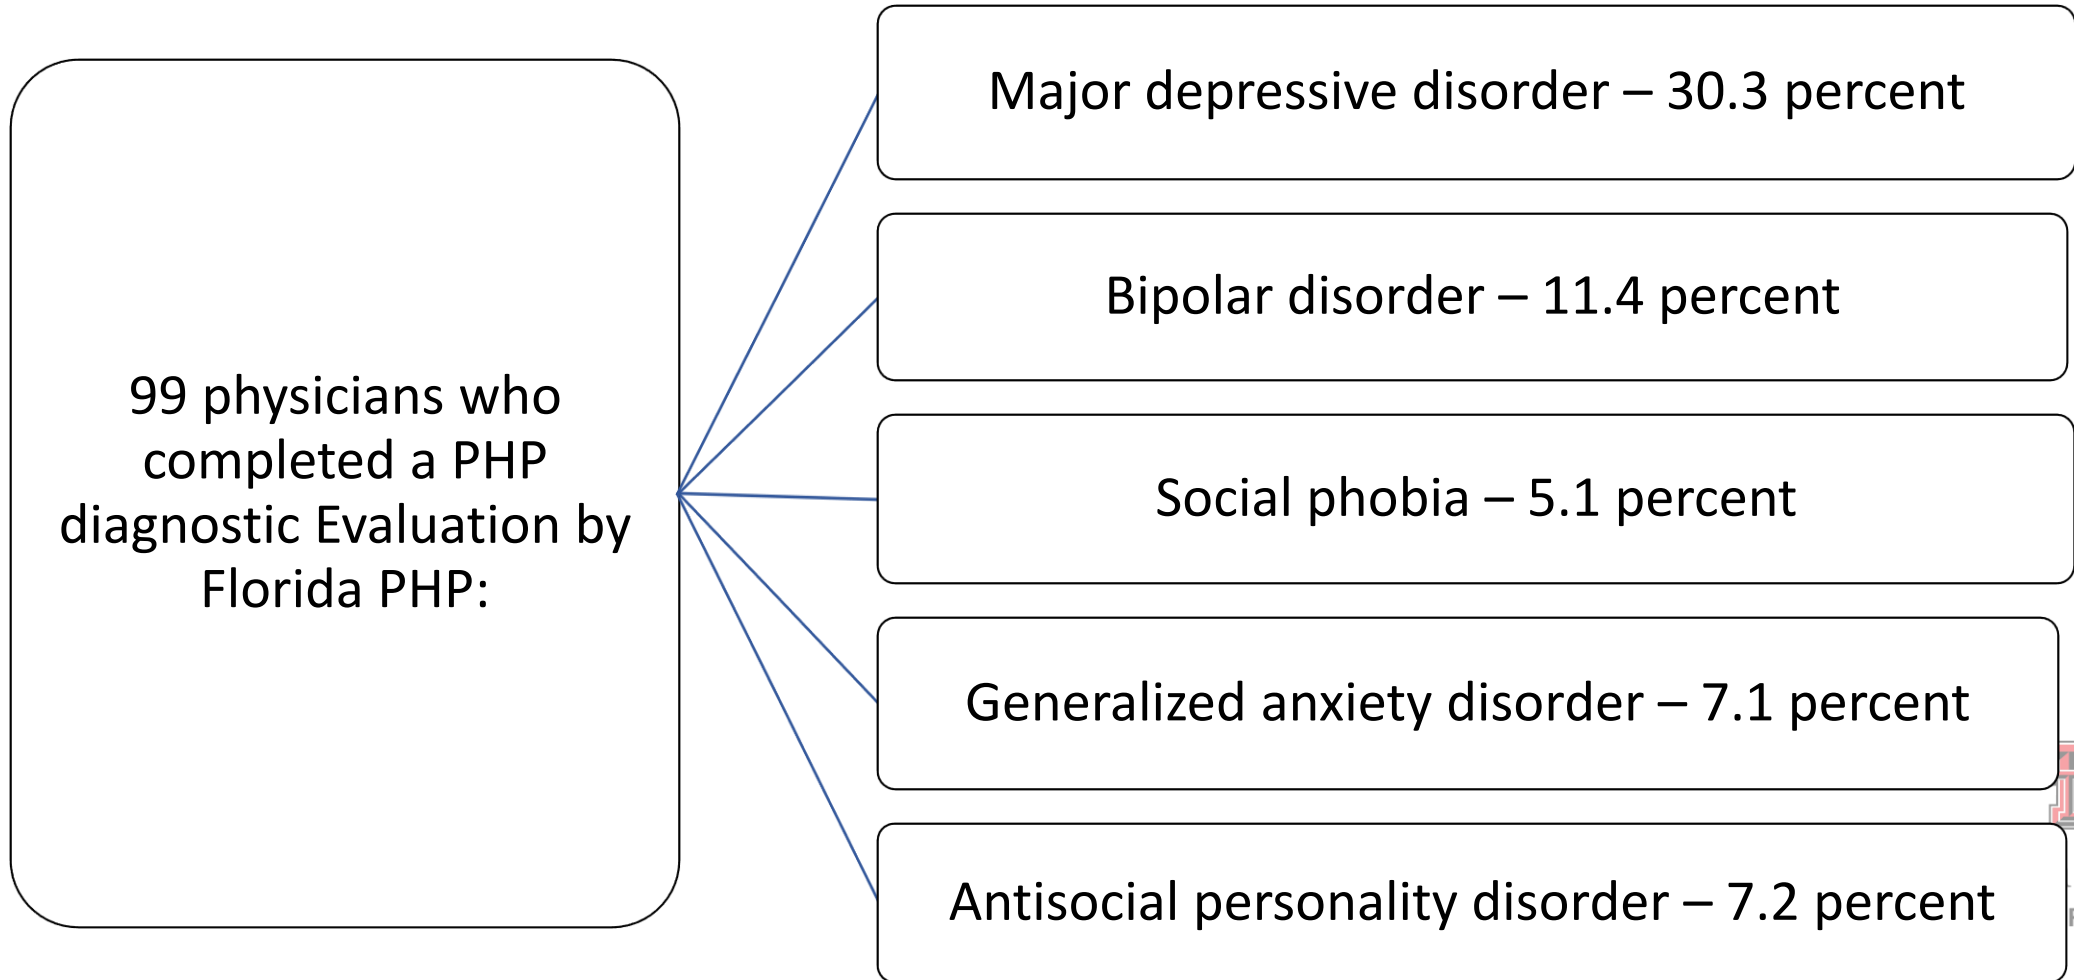 99 physicians who
completed a PHP
diagnostic Evaluation by
Florida PHP:
Major depressive disorder – 30.3 percent
Bipolar disorder – 11.4 percent
Social phobia – 5.1 percent
Generalized anxiety disorder – 7.1 percent
Antisocial personality disorder – 7.2 percent